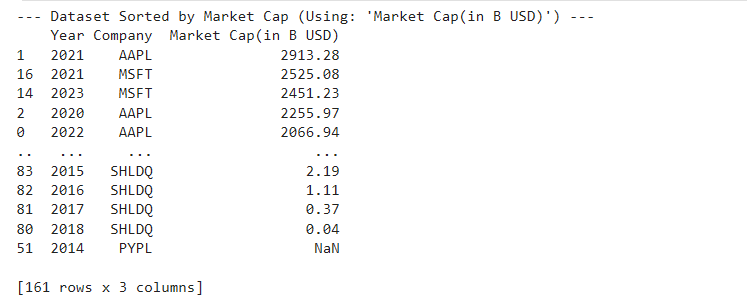 --- Dataset Sorted by Market Cap (Using: 'Market Cap(in B USD)') ---
Year Company Market Cap(in B USD)
1 2021 AAPL 2913.28
16 2021 MSFT 2525.08
14 2023 MSFT 2451.23
2 2020 AAPL 2255.97
0 2022 AAPL 2066.94
.. ... ... ...
83 2015 SHLDQ 2.19
82 2016 SHLDQ 1.11
81 2017 SHLDQ 0.37
80 2018 SHLDQ 0.04
51 2014 PYPL NaN
[161 rows x 3 columns]